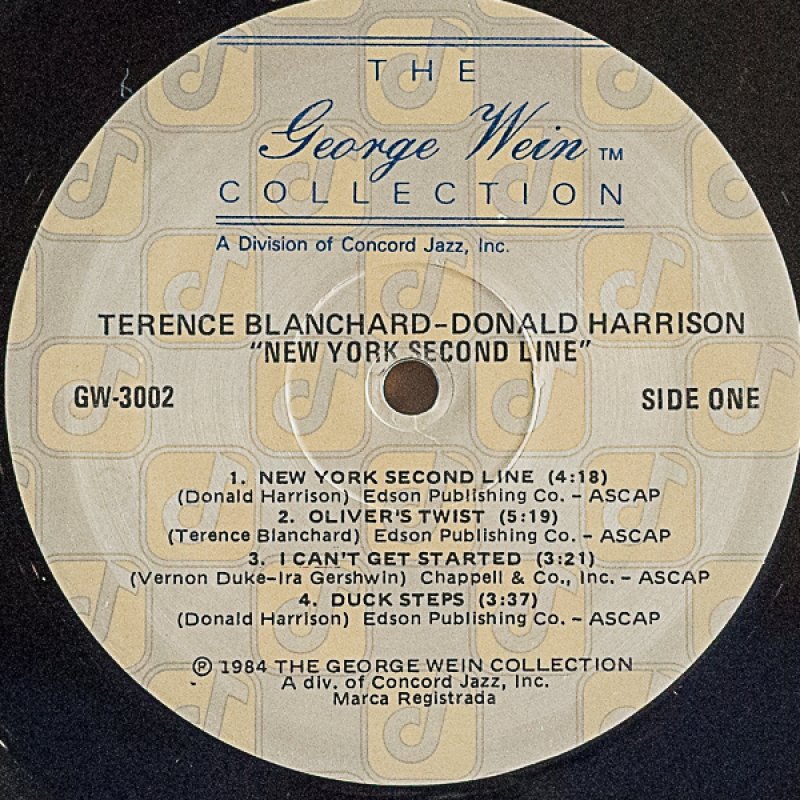 THE
George Wein ™
COLLECTION
A Division of Concord Jazz, Inc.
TERENCE BLANCHARD-DONALD HARRISON
"NEW YORK SECOND LINE"
GW-3002 SIDE ONE
1. NEW YORK SECOND LINE (4:18)
(Donald Harrison) Edson Publishing Co. - ASCAP
2. OLIVER'S TWIST (5:19)
(Terence Blanchard) Edson Publishing Co. - ASCAP
3. I CAN'T GET STARTED (3:21)
(Vernon Duke-Ira Gershwin) Chappell & Co., Inc. - ASCAP
4. DUCK STEPS (3:37)
(Donald Harrison) Edson Publishing Co. - ASCAP
℗ 1984 THE GEORGE WEIN COLLECTION
A div. of Concord Jazz, Inc.
Marca Registrada